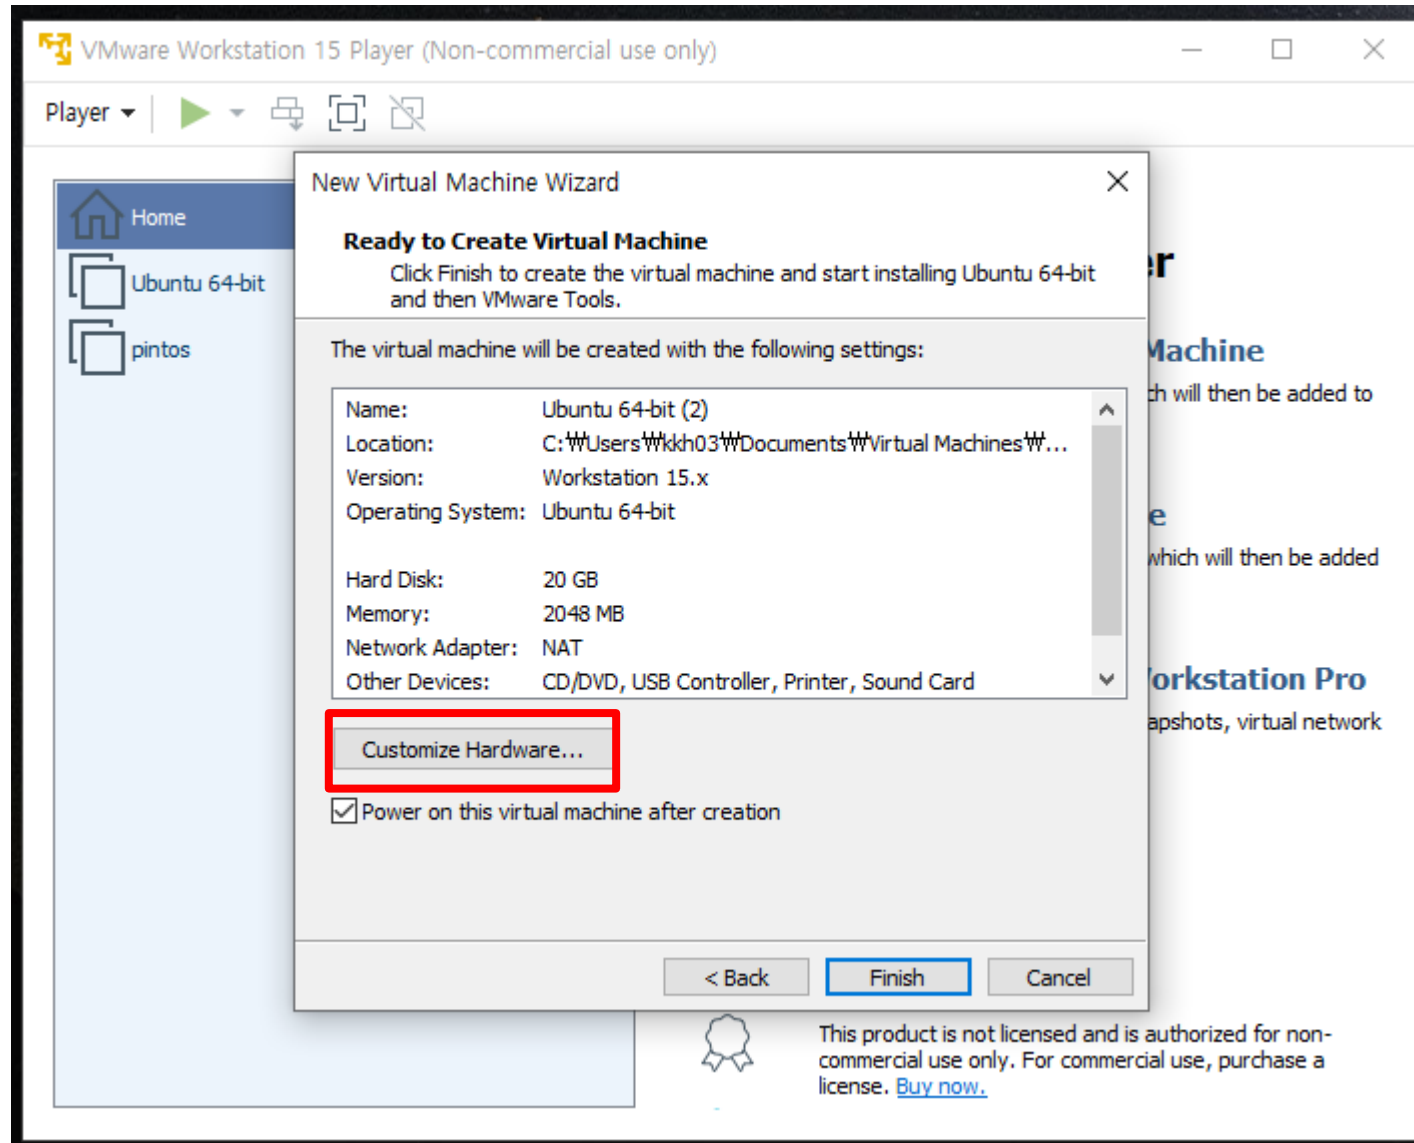 VMware Workstation 15 Player (Non-commercial use only)
Player
Home
Ubuntu 64-bit
pintos
New Virtual Machine Wizard
Ready to Create Virtual Machine
Click Finish to create the virtual machine and start installing Ubuntu 64-bit
and then VMware Tools.
The virtual machine will be created with the following settings:
Name: Ubuntu 64-bit (2)
Location: C:₩Users₩kkh03₩Documents₩Virtual Machines₩...
Version: Workstation 15.x
Operating System: Ubuntu 64-bit
Hard Disk: 20 GB
Memory: 2048 MB
Network Adapter: NAT
Other Devices: CD/DVD, USB Controller, Printer, Sound Card
Customize Hardware...
Power on this virtual machine after creation
< Back
Finish
Cancel
er
Machine
ch will then be added to
e
which will then be added
Workstation Pro
apshots, virtual network
This product is not licensed and is authorized for non-
commercial use only. For commercial use, purchase a
license. Buy now.